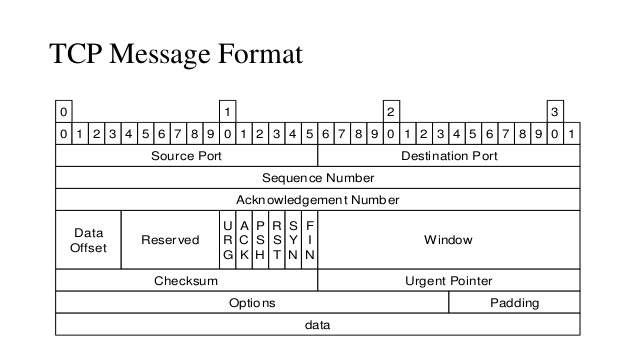 TCP Message Format
0 1 2 3
0 1 2 3 4 5 6 7 8 9 0 1 2 3 4 5 6 7 8 9 0 1 2 3 4 5 6 7 8 9 0 1
Source Port Destination Port
Sequence Number
Acknowledgement Number
Data Offset Reserved URG ACK PSH RST SYN FIN Window
Checksum Urgent Pointer
Options Padding
data